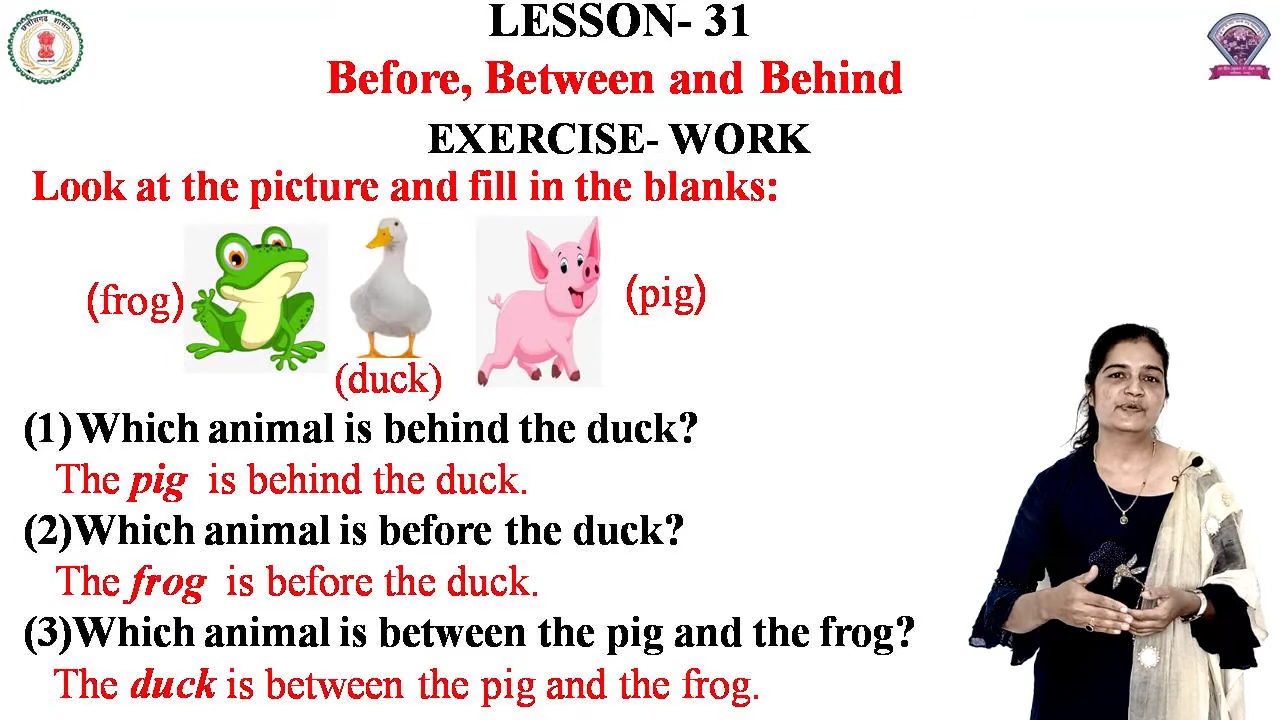 छत्तीसगढ़ शासन
LESSON- 31
Before, Between and Behind
EXERCISE- WORK
Look at the picture and fill in the blanks:
(frog)
(pig)
(duck)
(1) Which animal is behind the duck?
The pig is behind the duck.
(2)Which animal is before the duck?
The frog is before the duck.
(3)Which animal is between the pig and the frog?
The duck is between the pig and the frog.